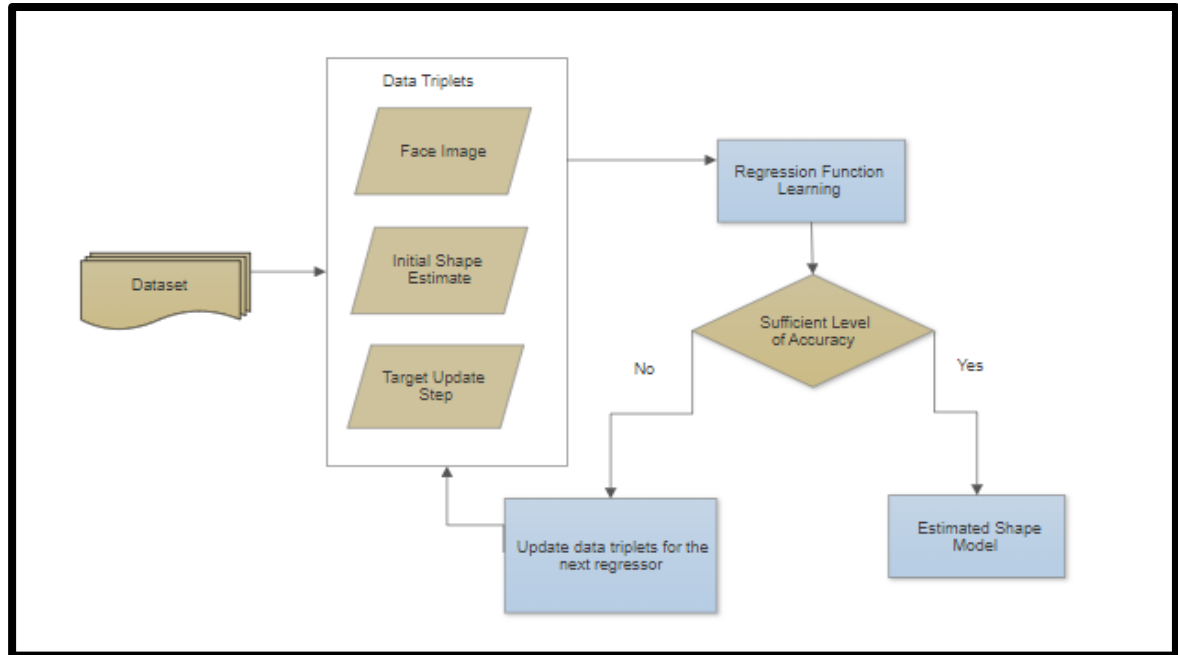 Data Triplets
Face Image
Initial Shape
Estimate
Target Update
Step
Dataset
Regression Function
Learning
Sufficient Level
of Accuracy
No
Yes
Update data triplets for the
next regressor
Estimated Shape
Model